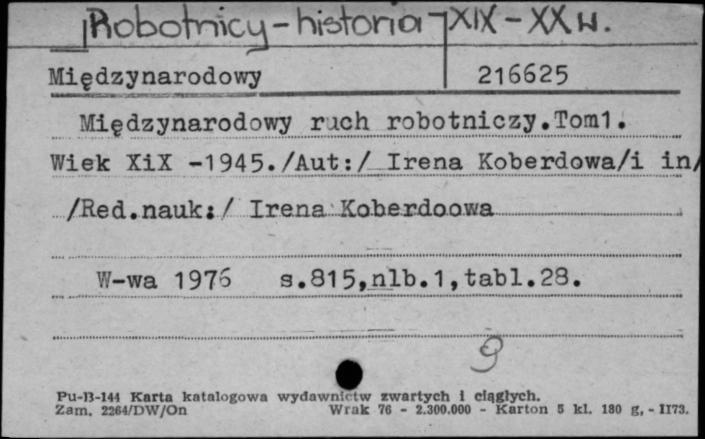 Robotnicy-historia XIX-XX w.
Międzynarodowy 216625
Międzynarodowy ruch robotniczy.Tom1.
Wiek XiX -1945./Aut:/ Irena Koberdowa/i in/
/Red.nauk:/ Irena Koberdoowa
W-wa 1976 s.815,nlb.1,tabl.28.
g
Pu-B-144 Karta katalogowa wydawnictw zwartych i ciągłych.
Zam. 2264/DW/On Wrak 76 - 2.300.000 - Karton 5 kl. 180 g, - II73.